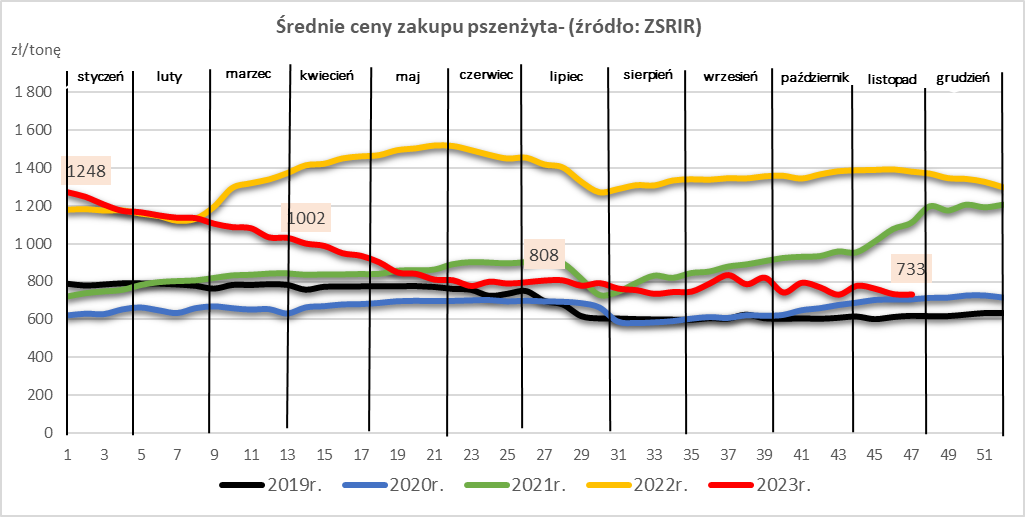 Średnie ceny zakupu pszenżyta- (źródło: ZSRIR)
zł/tonę
styczeń luty marzec kwiecień maj czerwiec lipiec sierpień wrzesień październik listopad grudzień
1 800
1 600
1 400
1 200
1 000
800
600
400
200
0
1248
1002
808
733
1 3 5 7 9 11 13 15 17 19 21 23 25 27 29 31 33 35 37 39 41 43 45 47 49 51
2019r. 2020r. 2021r. 2022r. 2023r.